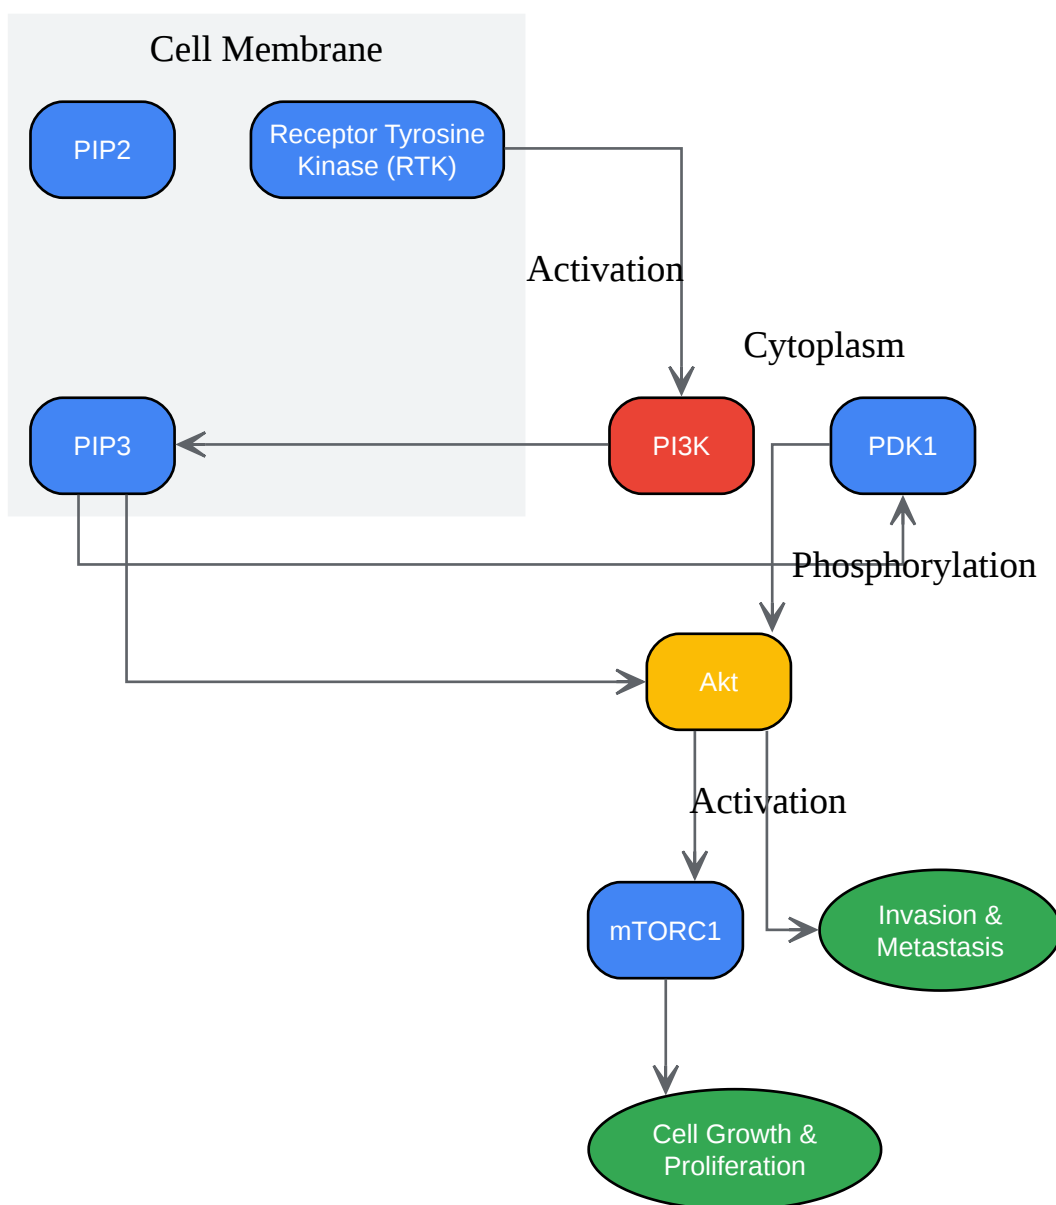 Cell Membrane
PIP2
Receptor Tyrosine
Kinase (RTK)
Activation
Cytoplasm
PIP3
PI3K
PDK1
Phosphorylation
Akt
Activation
mTORC1
Invasion &
Metastasis
Cell Growth &
Proliferation